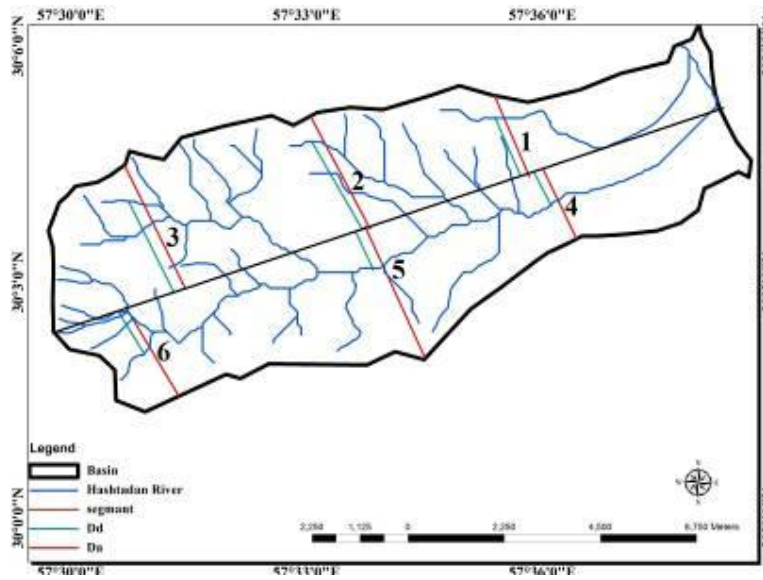 57°30'0"E 57°33'0"E 57°36'0"E
30°6'0"N
1
2
3
4
5
6
30°3'0"N
Legend
Basin
Hashtadan River
segmant
Dd
Da
30°0'0"N
2,250 1,125 0 2,250 4,500 6,750 Meters
57°30'0"E 57°33'0"E 57°36'0"E